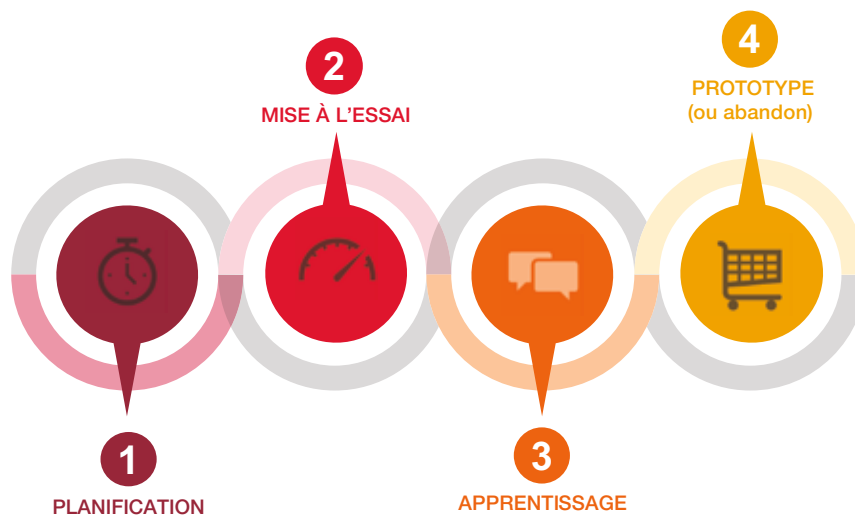 1
PLANIFICATION
2
MISE À L'ESSAI
3
APPRENTISSAGE
4
PROTOTYPE
(ou abandon)